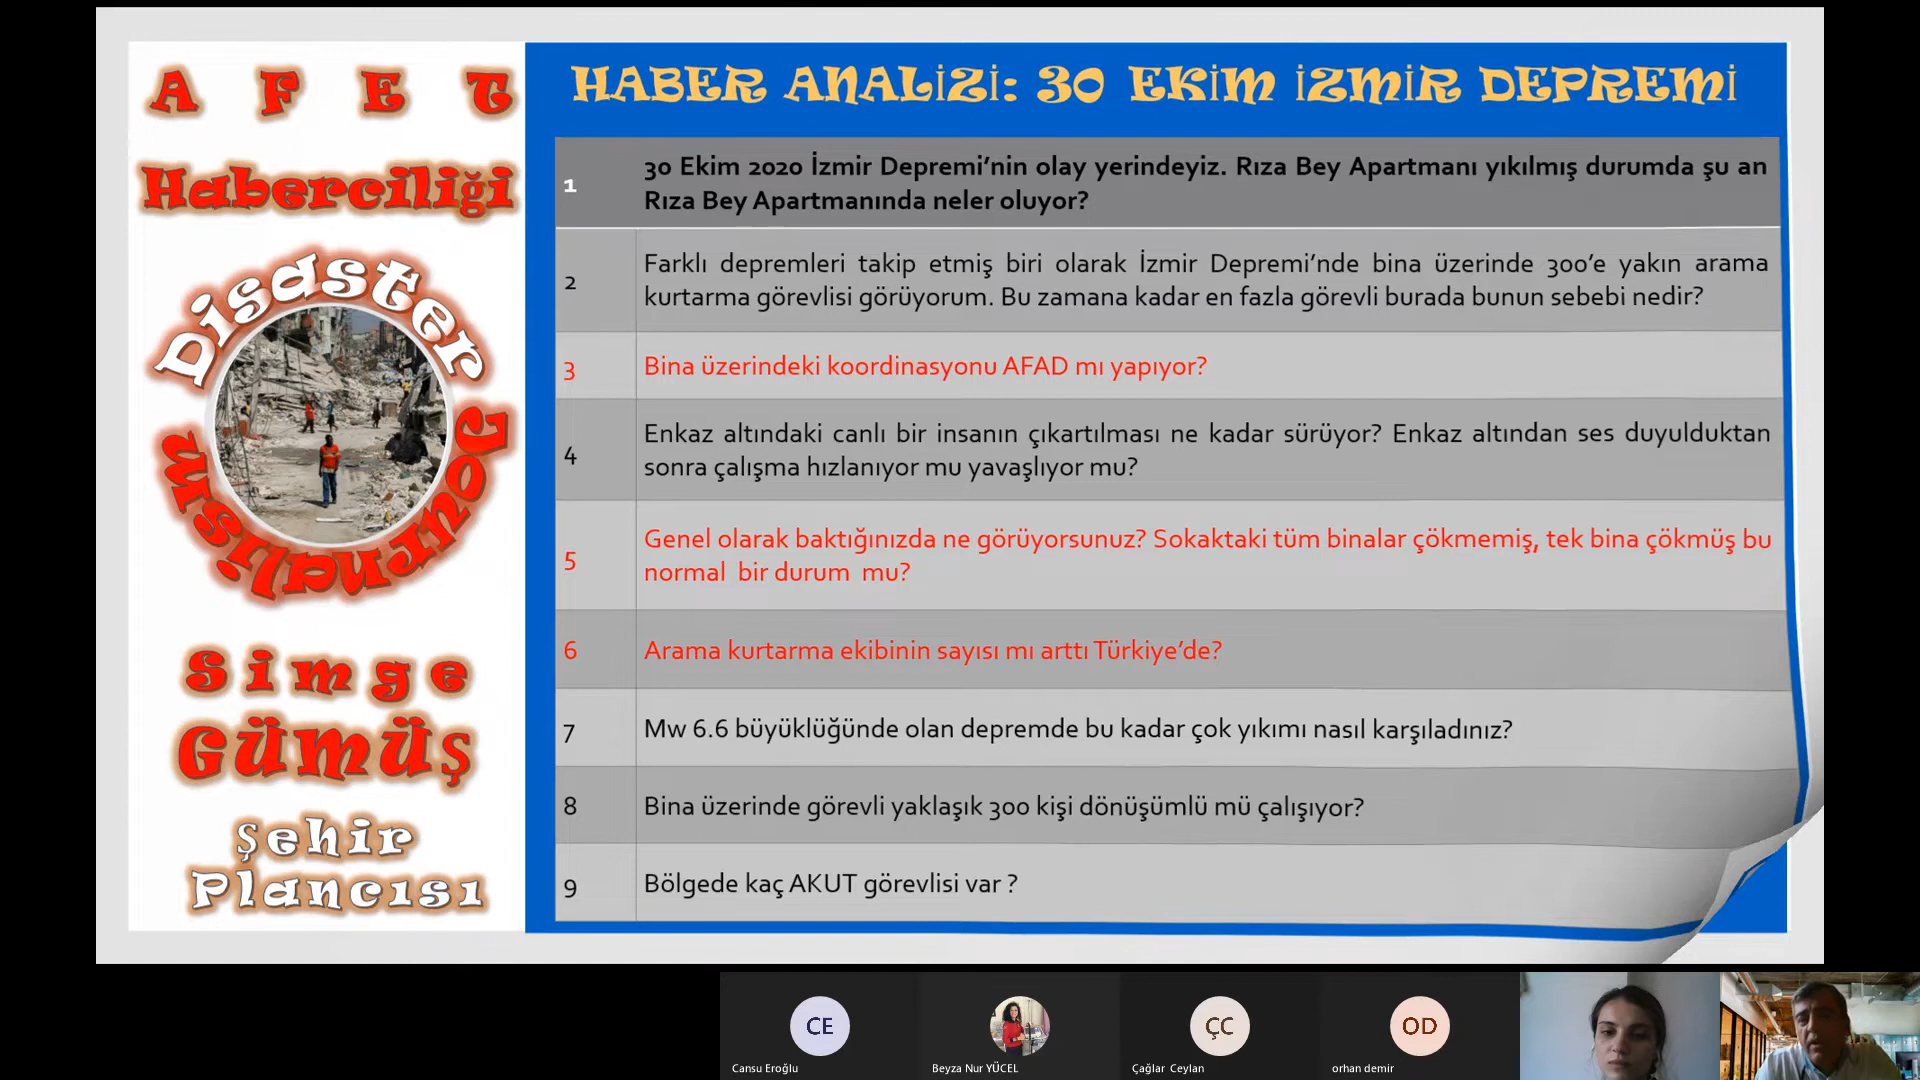 AFET
Haberciliği
Disaster Journalism
Simge
GÜMÜŞ
Şehir
Plancısı
HABER ANALİZİ: 30 EKİM İZMİR DEPREMİ
1
30 Ekim 2020 İzmir Depremi’nin olay yerindeyiz. Rıza Bey Apartmanı yıkılmış durumda şu an
Rıza Bey Apartmanında neler oluyor?
2
Farklı depremleri takip etmiş biri olarak İzmir Depremi’nde bina üzerinde 300’e yakın arama
kurtarma görevlisi görüyorum. Bu zamana kadar en fazla görevli burada bunun sebebi nedir?
3
Bina üzerindeki koordinasyonu AFAD mı yapıyor?
4
Enkaz altındaki canlı bir insanın çıkartılması ne kadar sürüyor? Enkaz altından ses duyulduktan
sonra çalışma hızlanıyor mu yavaşlıyor mu?
5
Genel olarak baktığınızda ne görüyorsunuz? Sokaktaki tüm binalar çökmemiş, tek bina çökmüş bu
normal bir durum mu?
6
Arama kurtarma ekibinin sayısı mı arttı Türkiye’de?
7
Mw 6.6 büyüklüğünde olan depremde bu kadar çok yıkımı nasıl karşıladınız?
8
Bina üzerinde görevli yaklaşık 300 kişi dönüşümlü mü çalışıyor?
9
Bölgede kaç AKUT görevlisi var ?
CE
ÇC
OD
Cansu Eroğlu
Beyza Nur YÜCEL
Çağlar Ceylan
orhan demir